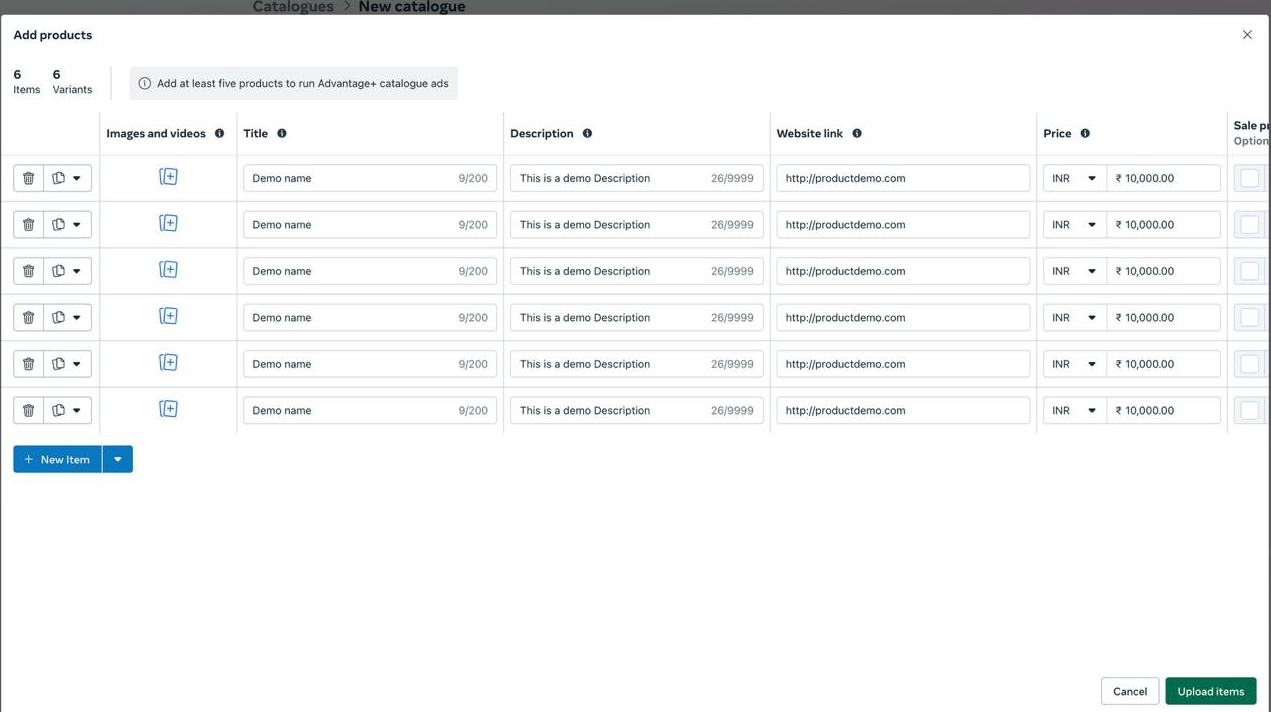 Catalogues > New catalogue
Add products
6 6
Items Variants
Add at least five products to run Advantage+ catalogue ads
Images and videos Title Description Website link Price Sale
Demo name 9/200 This is a demo Description 26/9999 http://productdemo.com INR ₹ 10,000.00
Demo name 9/200 This is a demo Description 26/9999 http://productdemo.com INR ₹ 10,000.00
Demo name 9/200 This is a demo Description 26/9999 http://productdemo.com INR ₹ 10,000.00
Demo name 9/200 This is a demo Description 26/9999 http://productdemo.com INR ₹ 10,000.00
Demo name 9/200 This is a demo Description 26/9999 http://productdemo.com INR ₹ 10,000.00
Demo name 9/200 This is a demo Description 26/9999 http://productdemo.com INR ₹ 10,000.00
+ New Item
Cancel Upload items